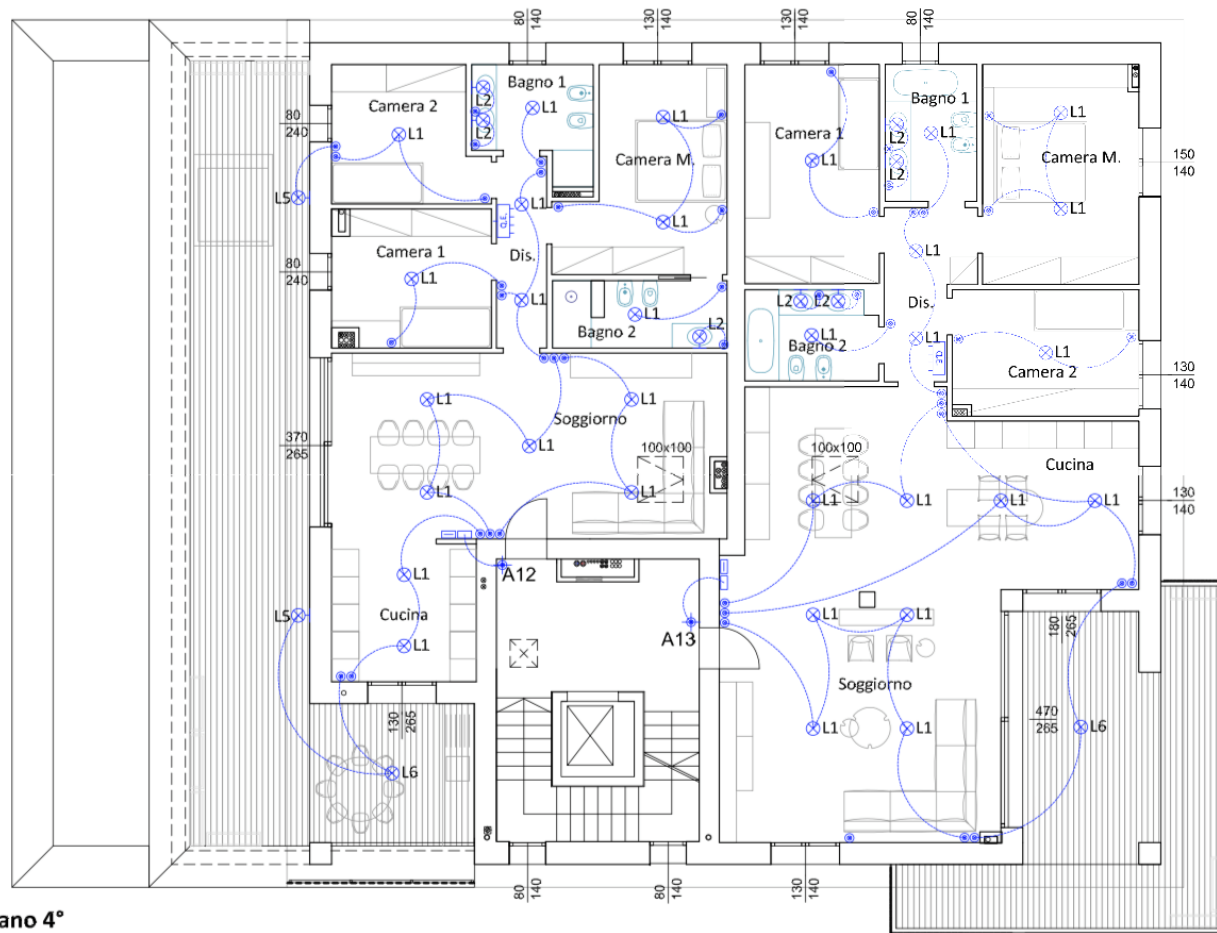 80
140
130
140
130
140
80
140
Bagno 1
L2
L1
L2
Camera 2
L1
80
240
Camera M.
L1
L1
Camera 1
L1
Bagno 1
L2
L1
L2
Camera M.
L1
L1
150
140
L5
L1
Q.E.
Camera 1
L1
Dis.
80
240
L1
L1
Bagno 2
L2
L1
Dis.
L1
Q.E.
L2
L2
L1
Bagno 2
L1
Camera 2
130
140
L1
L1
Soggiorno
L1
100x100
370
265
L1
L1
100x100
L1
L1
Cucina
L1
L1
130
140
A12
L1
Cucina
L1
L5
A13
L1
L1
Soggiorno
L1
L1
180
265
470
265
L6
130
265
L6
80
140
80
140
130
140
ano 4°